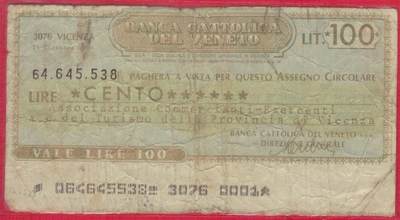 BANCA CATTOLICA
DEL VENETO
3076 VICENZA
LIT. 100
64.645.538
PAGHERÀ A VISTA PER QUESTO ASSEGNO CIRCOLARE
LIRE *CENTO******
Associazione Commercianti-Esercenti
a.c. del Turismo della Provincia di Vicenza
BANCA CATTOLICA DEL VENETO
DIREZIONE GENERALE
VALE LIRE 100
064645538 3076 0001